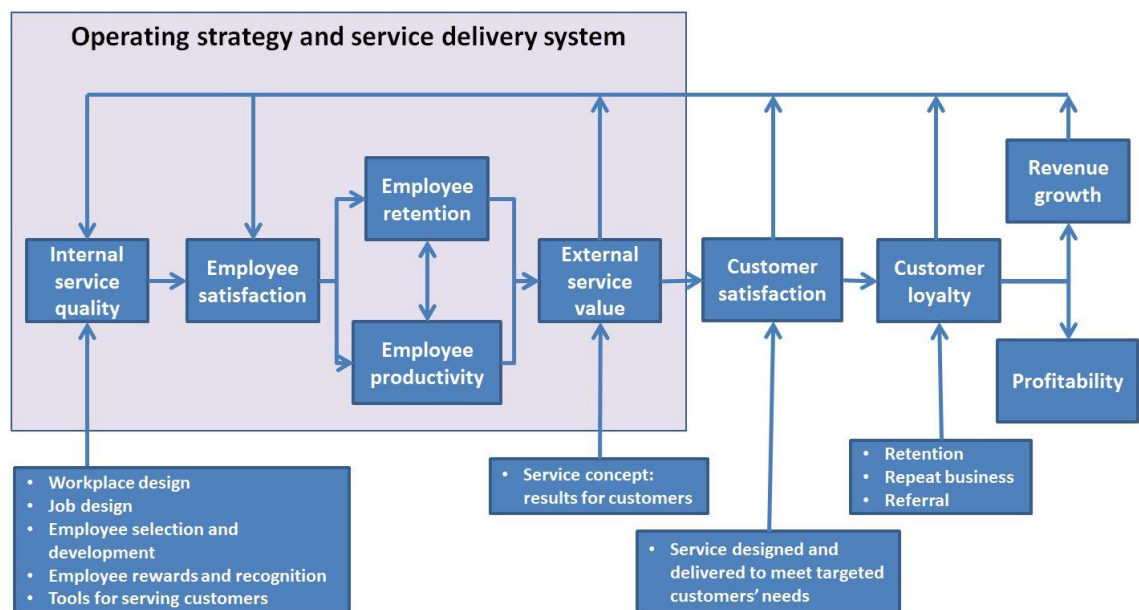 Operating strategy and service delivery system
Employee
retention
Revenue
growth
Internal
service
quality
Employee
satisfaction
External
service
value
Customer
satisfaction
Customer
loyalty
Employee
productivity
Profitability
• Workplace design
• Job design
• Employee selection and
development
• Employee rewards and recognition
• Tools for serving customers
• Service concept:
results for customers
• Service designed and
delivered to meet targeted
customers’ needs
• Retention
• Repeat business
• Referral